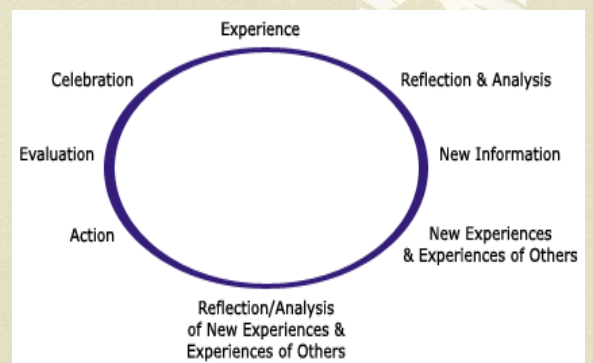 Experience
Reflection & Analysis
New Information
New Experiences
& Experiences of Others
Reflection/Analysis
of New Experiences &
Experiences of Others
Action
Evaluation
Celebration